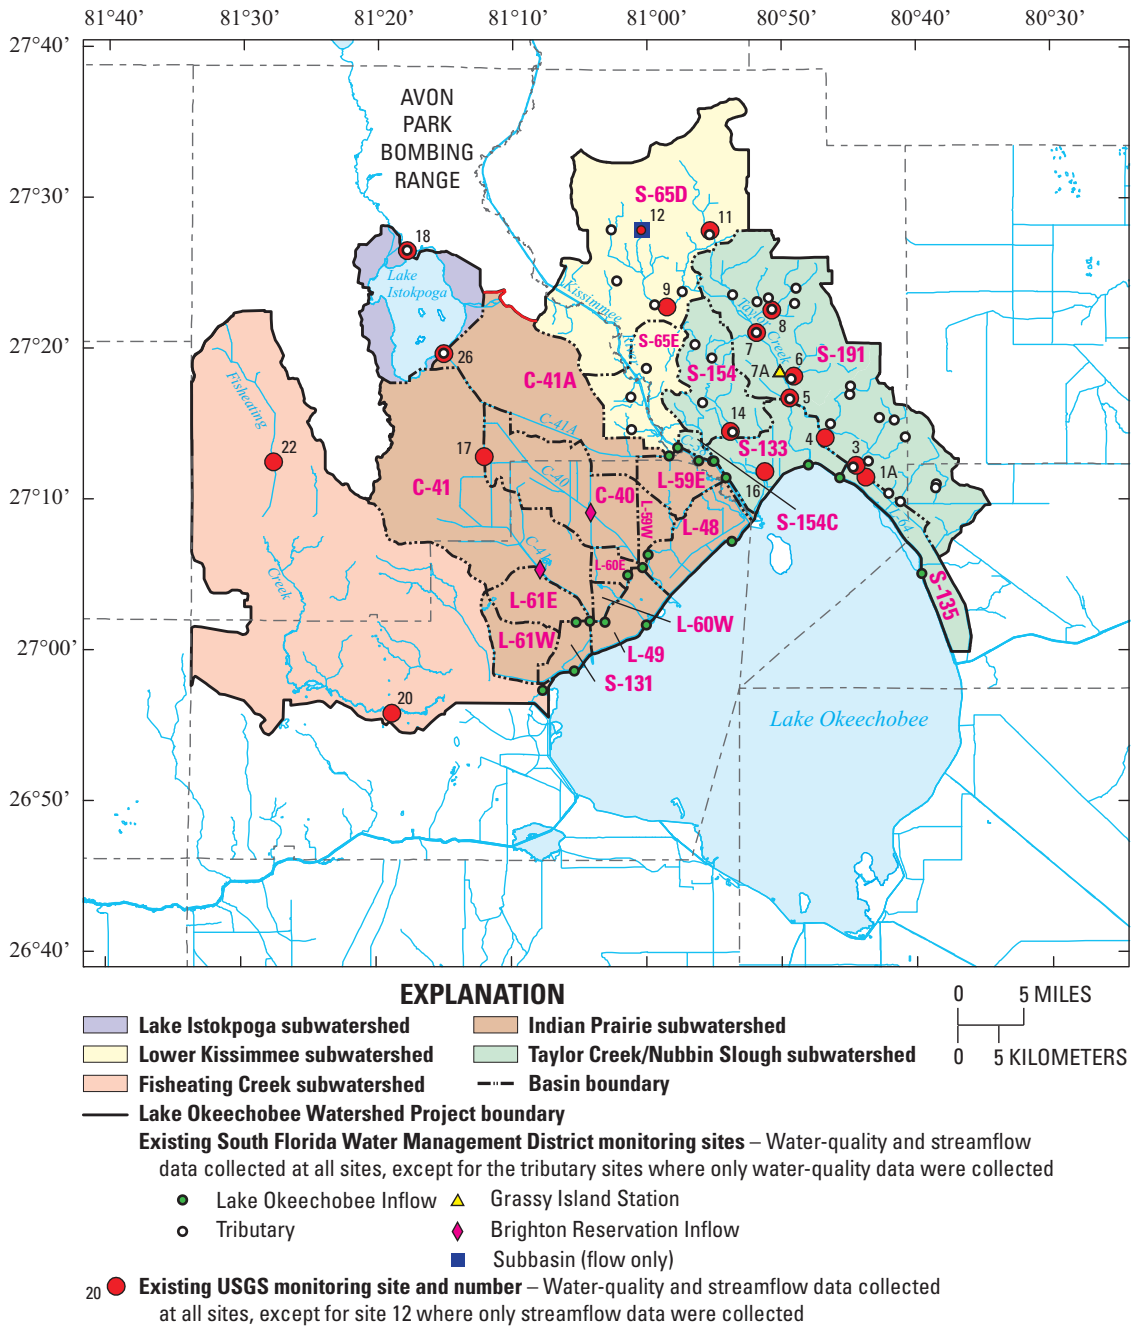 81°40' 81°30' 81°20' 81°10' 81°00' 80°50' 80°40' 80°30'
27°40'
27°30'
27°20'
27°10'
27°00'
26°50'
26°40'
AVON
PARK
BOMBING
RANGE
S-65D
12
11
18
Lake
Istokpoga
Kissimmee
River
9
Taylor
Creek
8
7
S-65E
S-154
7A
6
S-191
5
26
C-41A
Fisheating
Creek
22
C-41A
14
S-133
4
3
1A
17
C-41
C-40
C-40
L-59E
L-59W
16
L-48
S-154C
L-64
C-38
C-41
L-60E
L-61E
L-60W
L-61W
L-49
S-131
S-135
20
Lake Okeechobee
EXPLANATION
0 5 MILES
0 5 KILOMETERS
Lake Istokpoga subwatershed
Indian Prairie subwatershed
Lower Kissimmee subwatershed
Taylor Creek/Nubbin Slough subwatershed
Fisheating Creek subwatershed
Basin boundary
Lake Okeechobee Watershed Project boundary
Existing South Florida Water Management District monitoring sites – Water-quality and streamflow
data collected at all sites, except for the tributary sites where only water-quality data were collected
Lake Okeechobee Inflow
Grassy Island Station
Tributary
Brighton Reservation Inflow
Subbasin (flow only)
20 Existing USGS monitoring site and number – Water-quality and streamflow data collected
at all sites, except for site 12 where only streamflow data were collected